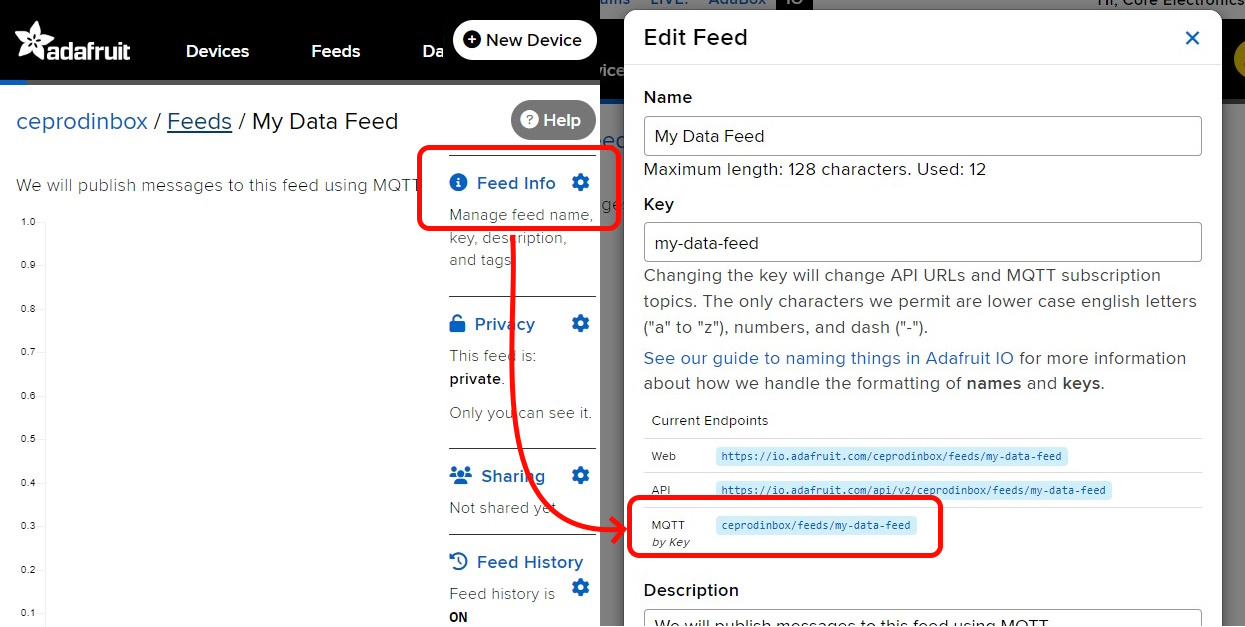 adafruit
Devices
Feeds
Da
New Device
ceprodinbox / Feeds / My Data Feed
Help
We will publish messages to this feed using MQTT
1.0
0.9
0.8
0.7
0.6
0.5
0.4
0.3
0.2
0.1
Feed Info
Manage feed name,
key, description,
and tags.
Privacy
This feed is:
private.
Only you can see it.
Sharing
Not shared yet
Feed History
Feed history is
ON
LIVE!
AdaBox
IO
Hi, Core Electronics
Edit Feed
Name
My Data Feed
Maximum length: 128 characters. Used: 12
Key
my-data-feed
Changing the key will change API URLs and MQTT subscription
topics. The only characters we permit are lower case english letters
("a" to "z"), numbers, and dash ("-").
See our guide to naming things in Adafruit IO for more information
about how we handle the formatting of names and keys.
Current Endpoints
Web https://io.adafruit.com/ceprodinbox/feeds/my-data-feed
API https://io.adafruit.com/api/v2/ceprodinbox/feeds/my-data-feed
MQTT ceprodinbox/feeds/my-data-feed
by Key
Description
We will publish messages to this feed using MQTT